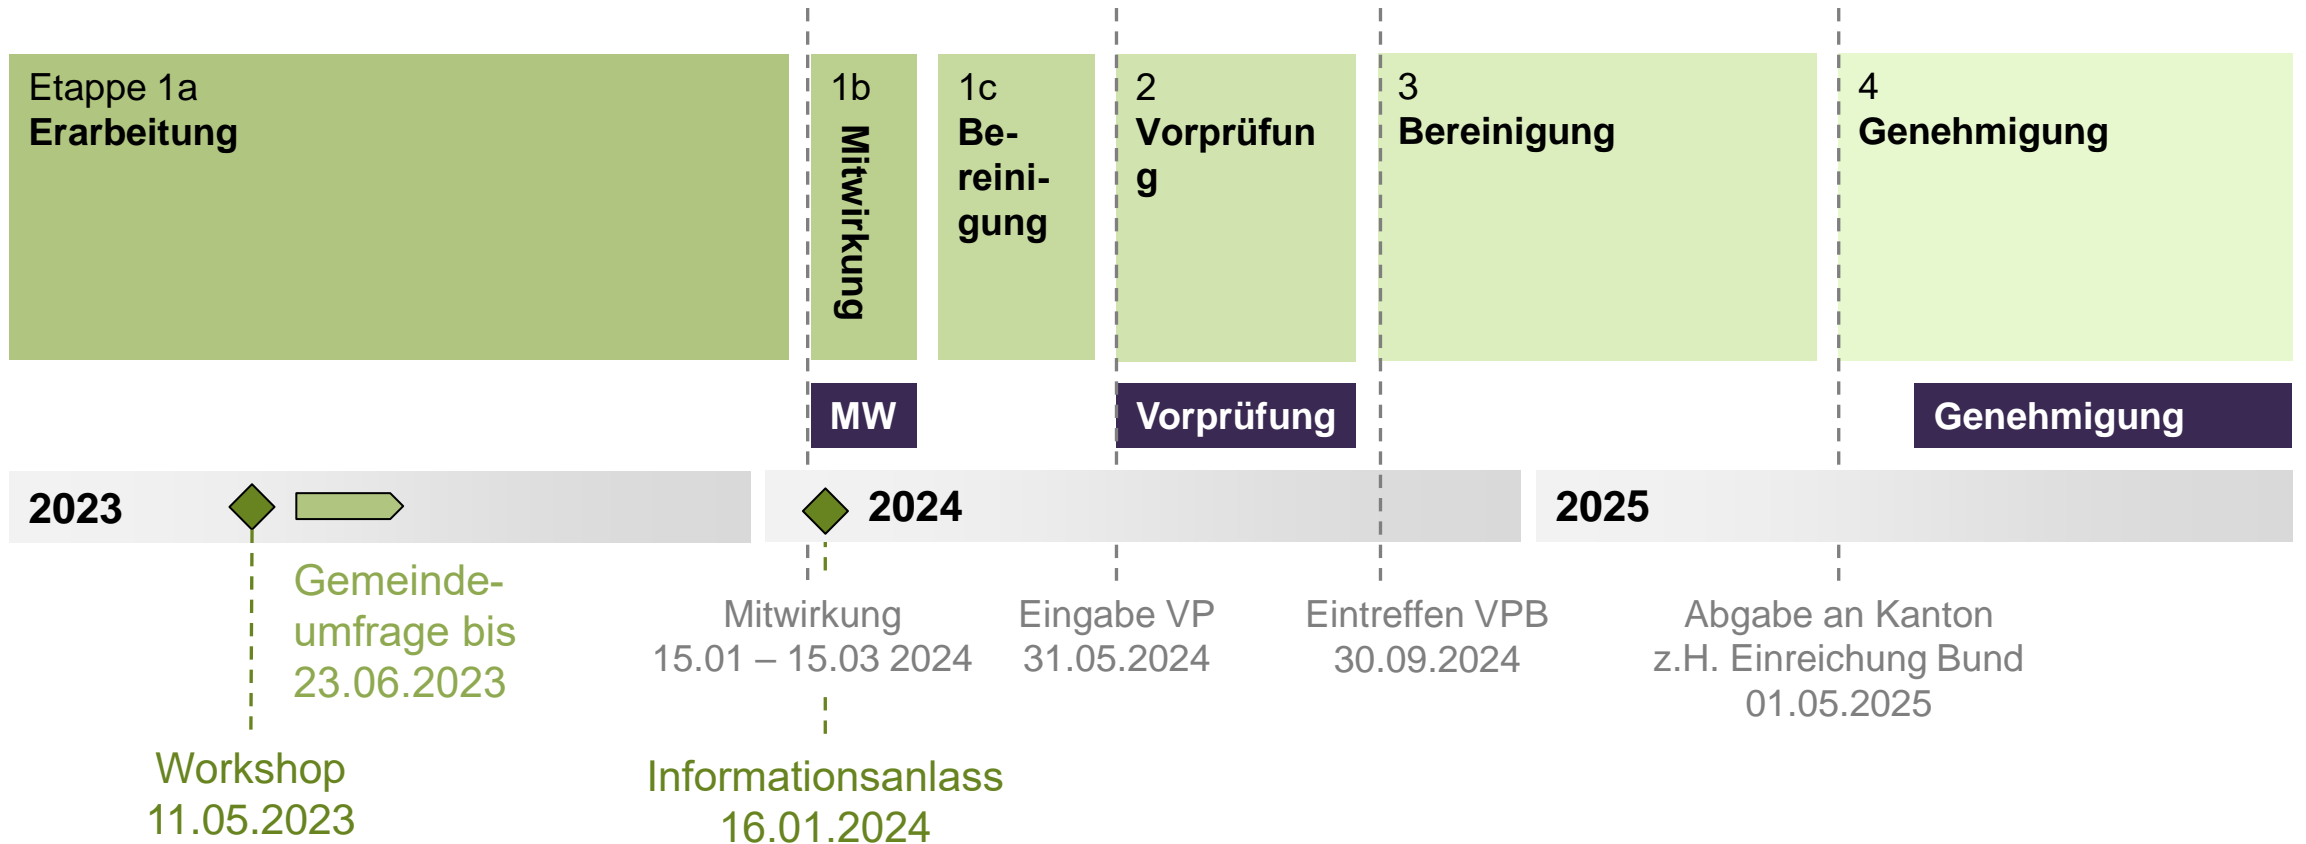 Etappe 1a
Erarbeitung
1b
Mitwirkung
1c
Be-
reini-
gung
2
Vorprüfun
g
3
Bereinigung
4
Genehmigung
MW
Vorprüfung
Genehmigung
2023
2024
2025
Gemeinde-
umfrage bis
23.06.2023
Mitwirkung
15.01 – 15.03 2024
Eingabe VP
31.05.2024
Eintreffen VPB
30.09.2024
Abgabe an Kanton
z.H. Einreichung Bund
01.05.2025
Workshop
11.05.2023
Informationsanlass
16.01.2024